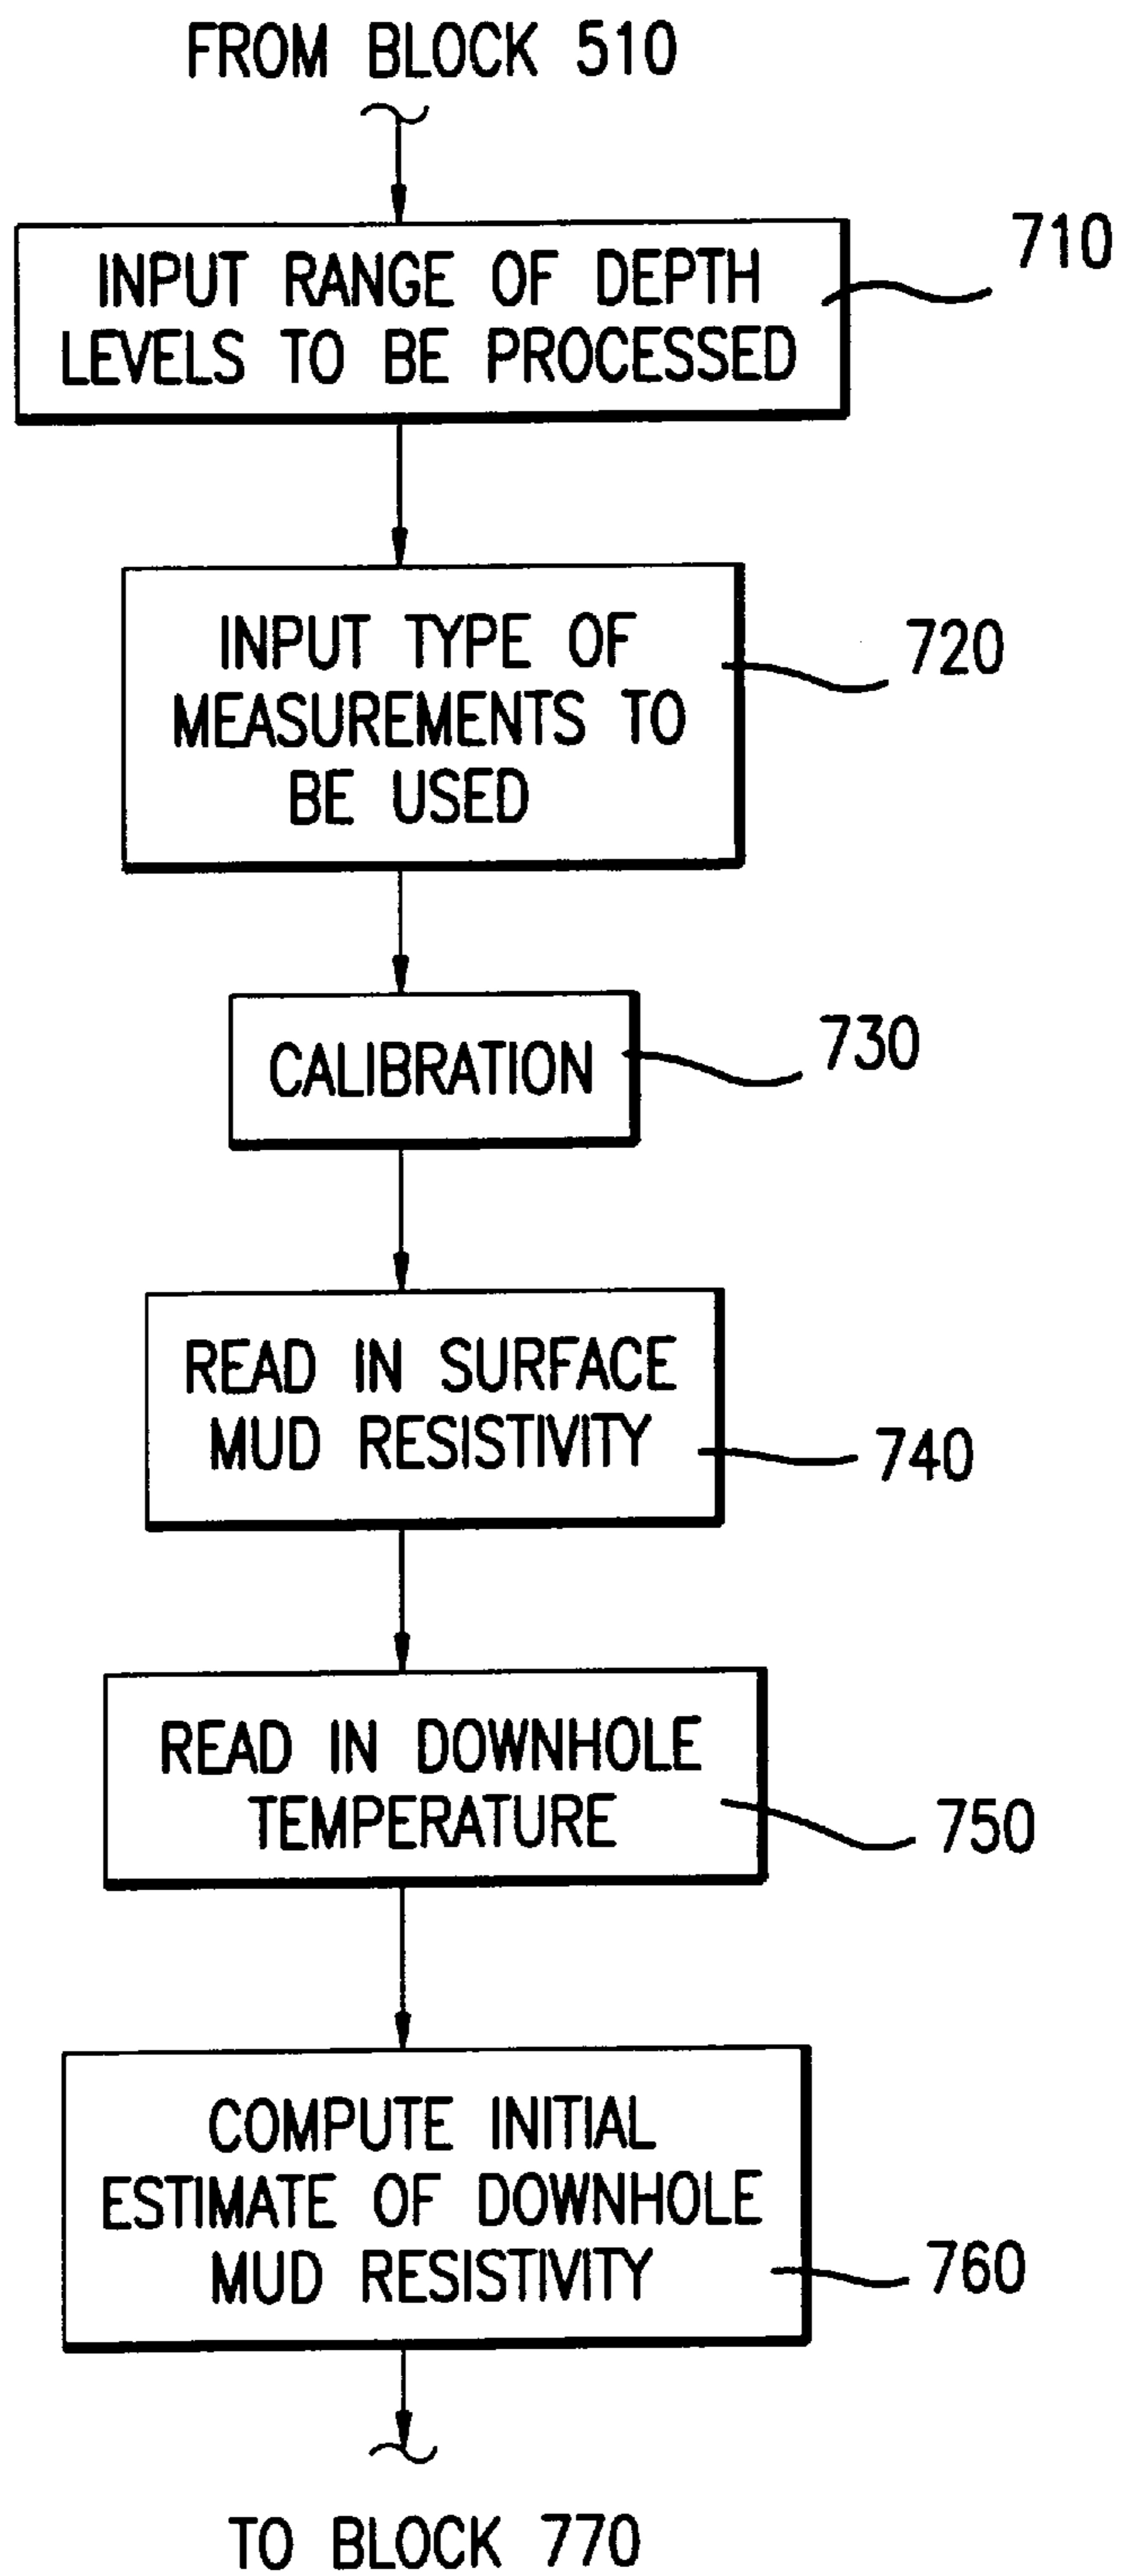 FROM BLOCK 510
INPUT RANGE OF DEPTH
LEVELS TO BE PROCESSED
710
INPUT TYPE OF
MEASUREMENTS TO
BE USED
720
CALIBRATION
730
READ IN SURFACE
MUD RESISTIVITY
740
READ IN DOWNHOLE
TEMPERATURE
750
COMPUTE INITIAL
ESTIMATE OF DOWNHOLE
MUD RESISTIVITY
760
TO BLOCK 770